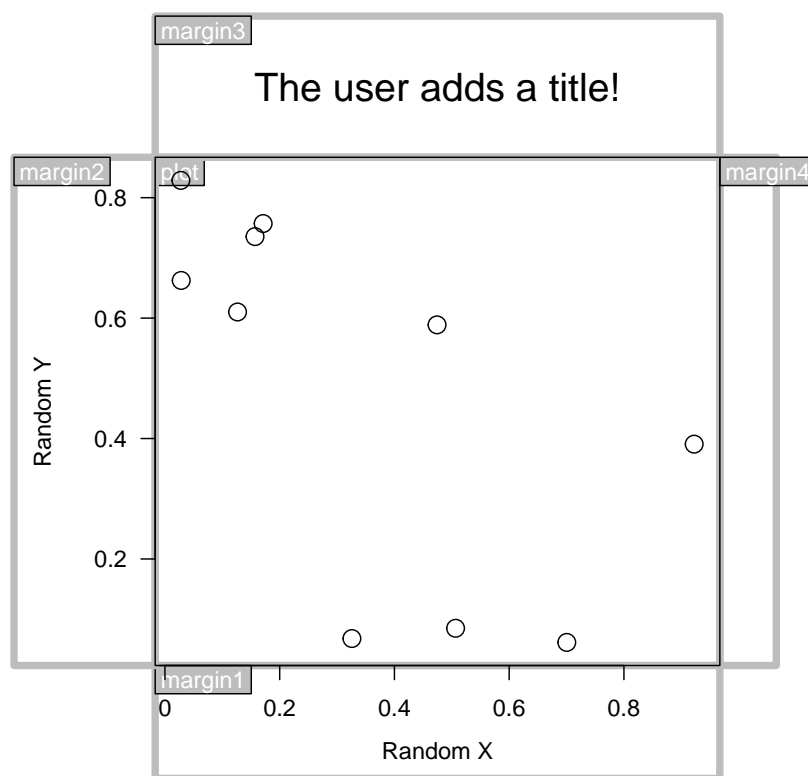 margin3
The user adds a title!
margin2
plot
margin4
0.8
0.6
0.4
0.2
Random Y
margin1
0 0.2 0.4 0.6 0.8
Random X